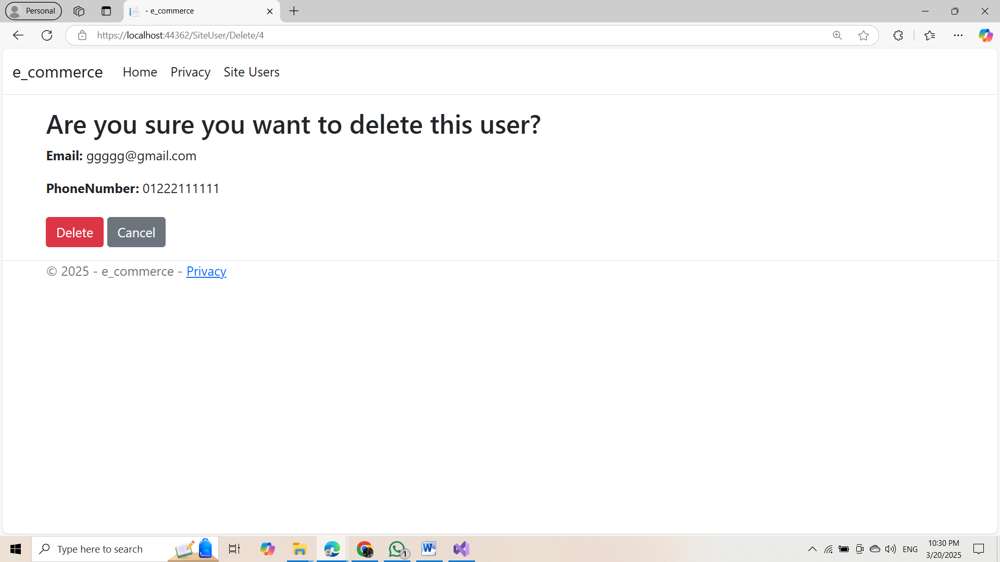 Personal
- e_commerce
https://localhost:44362/SiteUser/Delete/4
e_commerce Home Privacy Site Users
Are you sure you want to delete this user?
Email: ggggg@gmail.com
PhoneNumber: 01222111111
Delete Cancel
© 2025 - e_commerce - Privacy
Type here to search
1
W
ENG
10:30 PM
3/20/2025